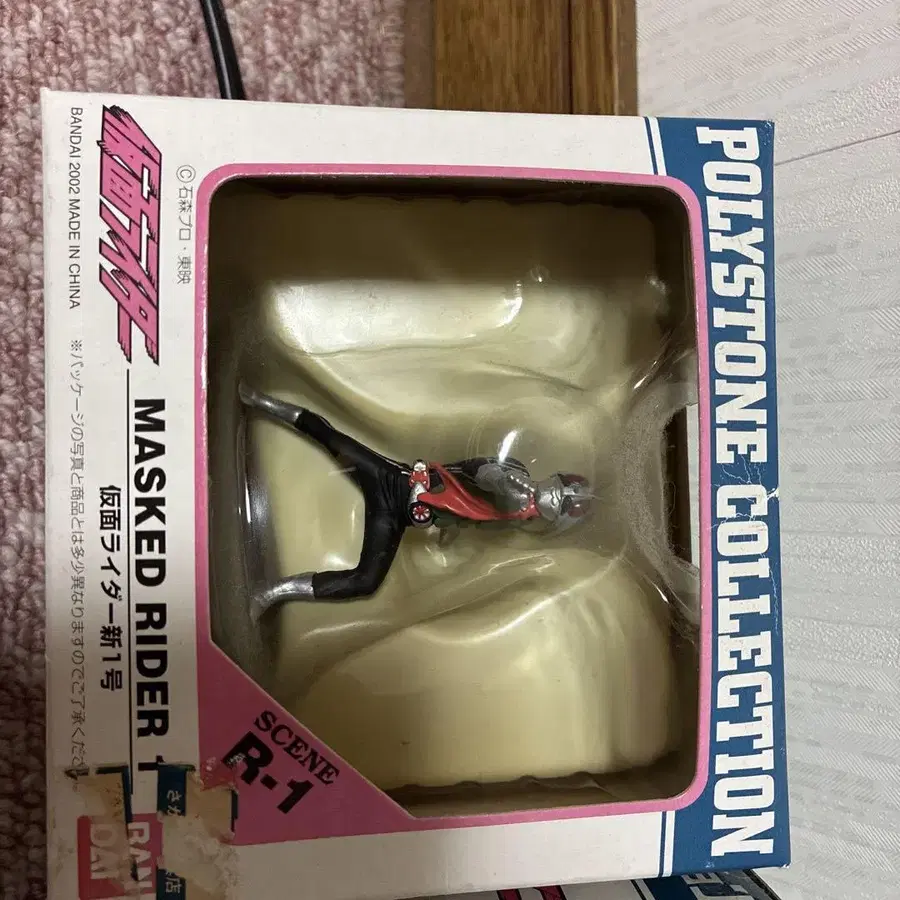 POLYSTONE COLLECTION
SCENE
R-1
©石森プロ・東映
仮面ライダー
BANDAI 2002 MADE IN CHINA
MASKED RIDER 1
仮面ライダー新1号
※パッケージの写真と商品とは多少異なりますのでご了承くださ
BAN
DAI
さか
店